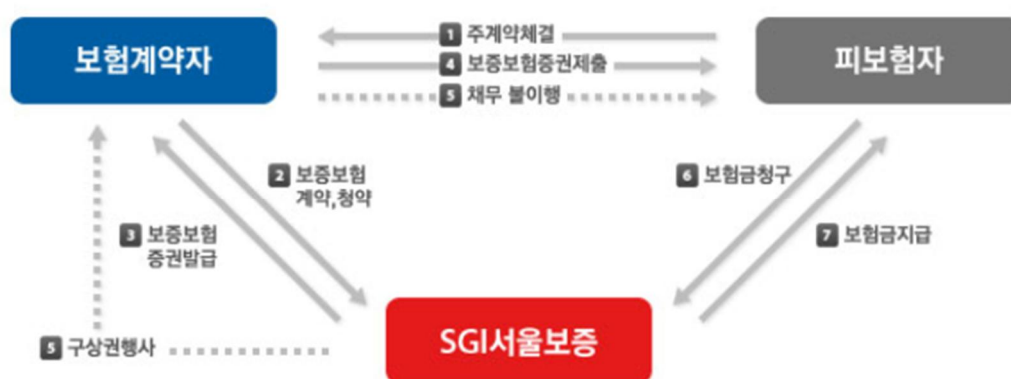 보험계약자
1 주계약체결
4 보증보험증권제출
5 채무 불이행
피보험자
2 보증보험
계약,청약
3 보증보험
증권발급
6 보험금청구
7 보험금지급
5 구상권행사
SGI서울보증